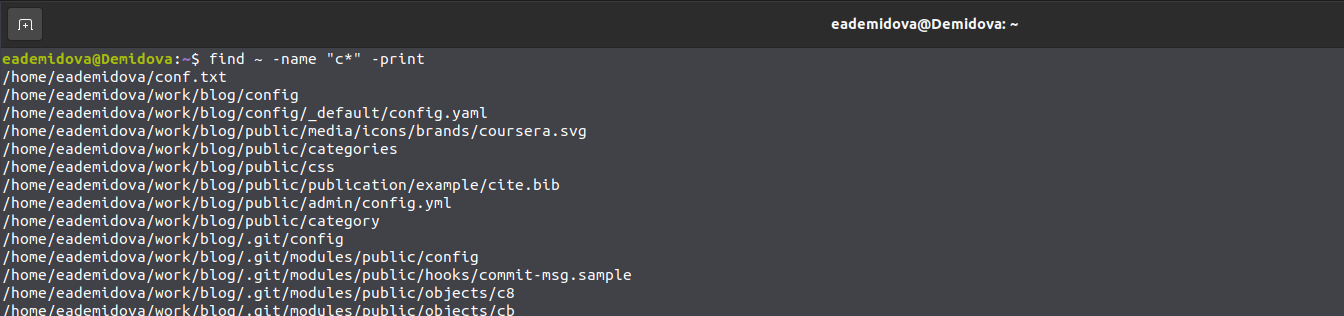 eademidova@Demidova: ~
eademidova@Demidova:~$ find ~ -name "c*" -print
/home/eademidova/conf.txt
/home/eademidova/work/blog/config
/home/eademidova/work/blog/config/_default/config.yaml
/home/eademidova/work/blog/public/media/icons/brands/coursera.svg
/home/eademidova/work/blog/public/categories
/home/eademidova/work/blog/public/css
/home/eademidova/work/blog/public/publication/example/cite.bib
/home/eademidova/work/blog/public/admin/config.yml
/home/eademidova/work/blog/public/category
/home/eademidova/work/blog/.git/config
/home/eademidova/work/blog/.git/modules/public/config
/home/eademidova/work/blog/.git/modules/public/hooks/commit-msg.sample
/home/eademidova/work/blog/.git/modules/public/objects/c8
/home/eademidova/work/blog/.git/modules/public/objects/cb